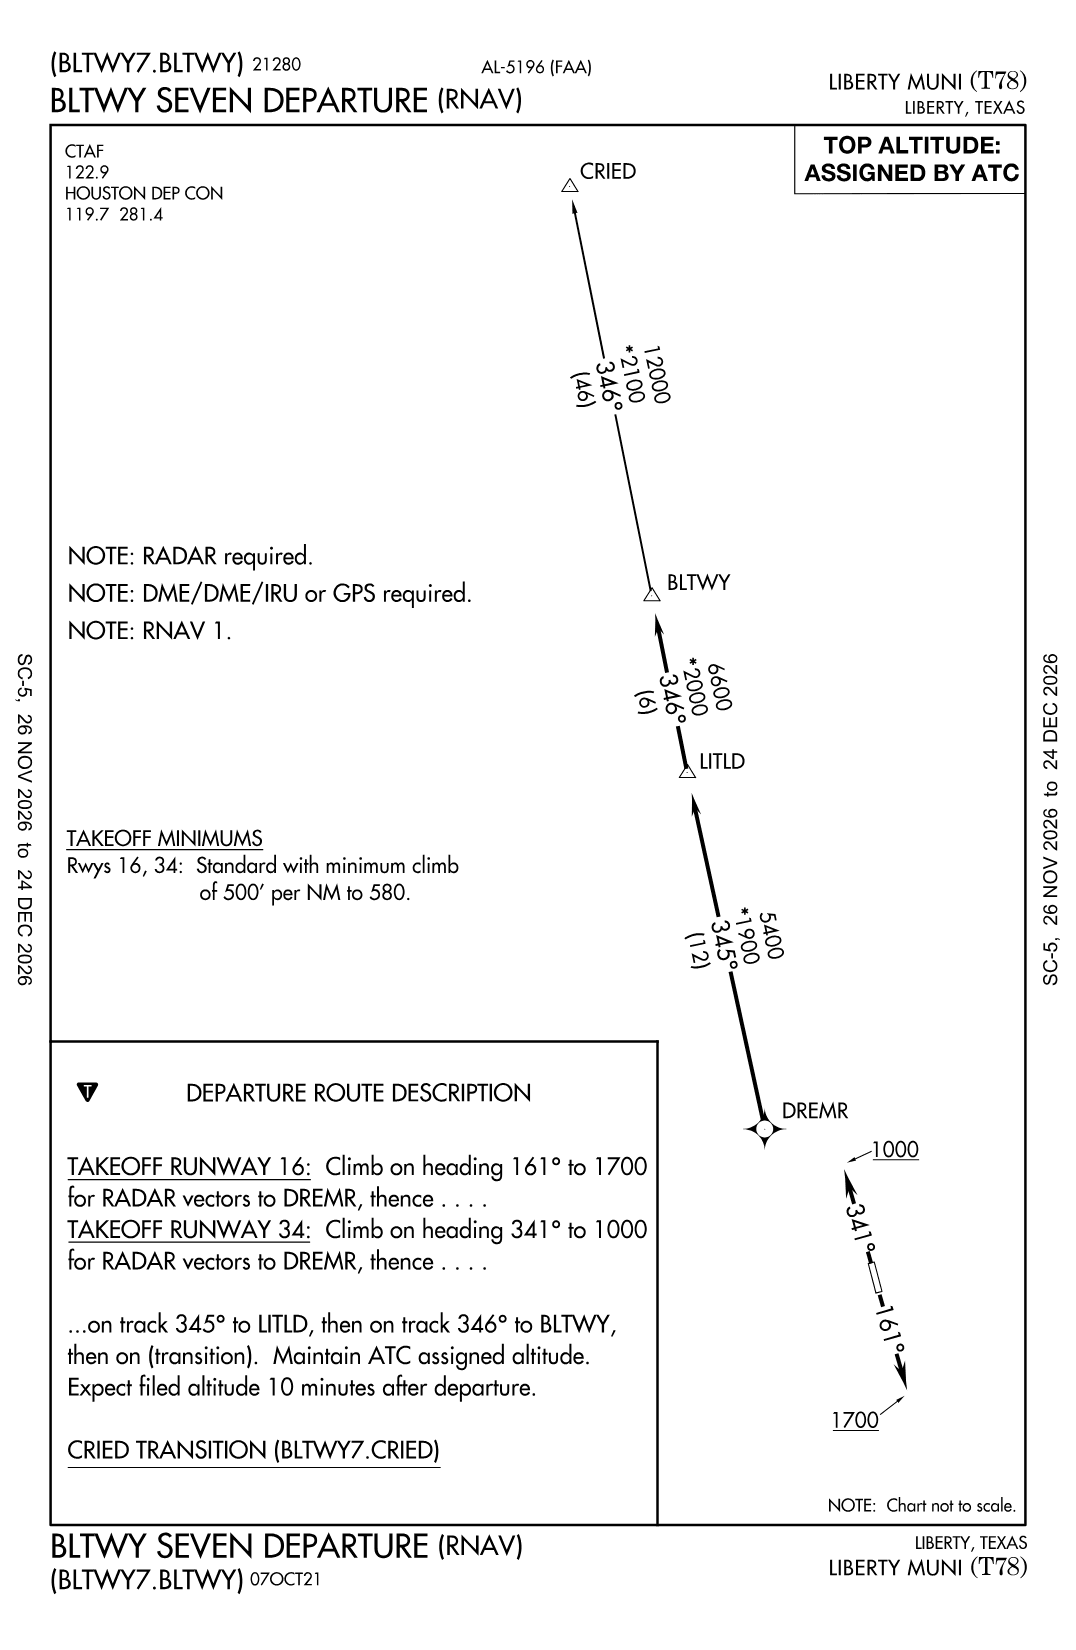 (BLTWY7.BLTWY) 21280
AL-5196 (FAA)
BLTWY SEVEN DEPARTURE (RNAV)
LIBERTY MUNI (T78)
LIBERTY, TEXAS
CTAF
122.9
HOUSTON DEP CON
119.7 281.4
TOP ALTITUDE:
ASSIGNED BY ATC
CRIED
12000
*2100
346°
(46)
NOTE: RADAR required.
NOTE: DME/DME/IRU or GPS required.
NOTE: RNAV 1.
BLTWY
6600
*2000
346°
(6)
LITLD
TAKEOFF MINIMUMS
Rwys 16, 34: Standard with minimum climb
of 500' per NM to 580.
5400
*1900
345°
(12)
DREMR
1000
341°
161°
1700
T
DEPARTURE ROUTE DESCRIPTION
TAKEOFF RUNWAY 16: Climb on heading 161° to 1700
for RADAR vectors to DREMR, thence . . . .
TAKEOFF RUNWAY 34: Climb on heading 341° to 1000
for RADAR vectors to DREMR, thence . . . .
...on track 345° to LITLD, then on track 346° to BLTWY,
then on (transition). Maintain ATC assigned altitude.
Expect filed altitude 10 minutes after departure.
CRIED TRANSITION (BLTWY7.CRIED)
NOTE: Chart not to scale.
SC-5, 26 NOV 2026 to 24 DEC 2026
SC-5, 26 NOV 2026 to 24 DEC 2026
BLTWY SEVEN DEPARTURE (RNAV)
(BLTWY7.BLTWY) 07OCT21
LIBERTY, TEXAS
LIBERTY MUNI (T78)